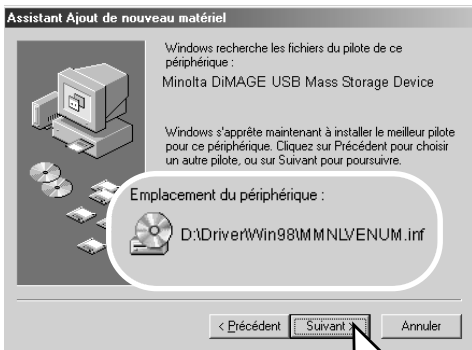 Assistant Ajout de nouveau matériel
Windows recherche les fichiers du pilote de ce
périphérique :
Minolta DiMAGE USB Mass Storage Device
Windows s'apprête maintenant à installer le meilleur pilote
pour ce périphérique. Cliquez sur Précédent pour choisir
un autre pilote, ou sur Suivant pour poursuivre.
Emplacement du périphérique :
D:\Driver\Win98\MMNLVENUM.inf
< Précédent Suivant > Annuler